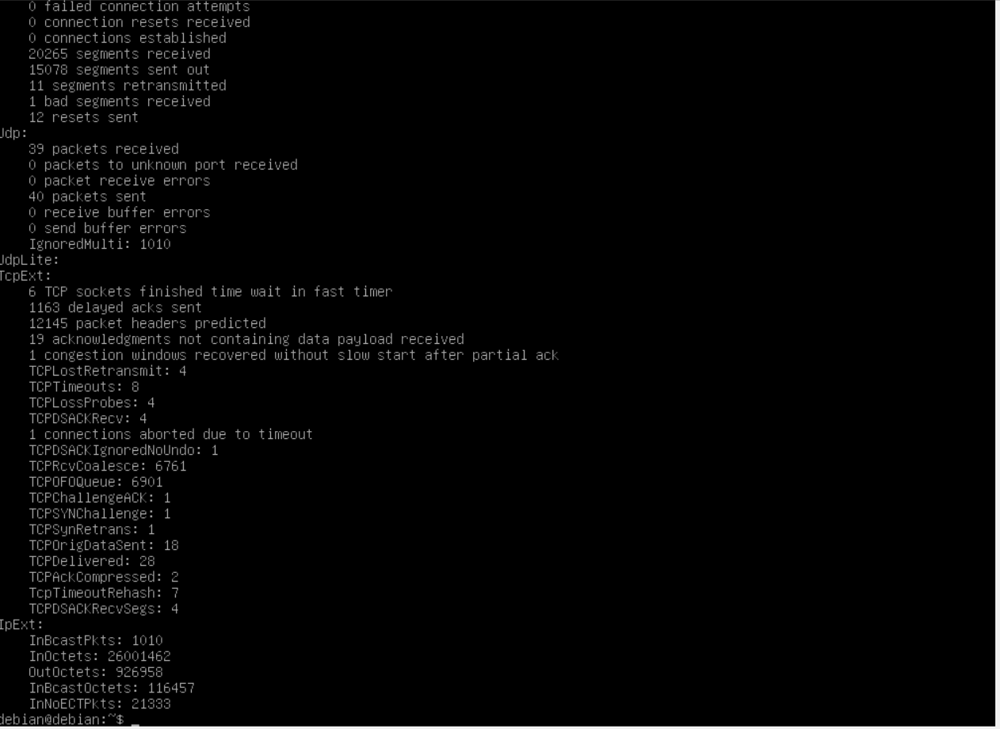 0 failed connection attempts
0 connection resets received
0 connections established
20265 segments received
15078 segments sent out
11 segments retransmitted
1 bad segments received
12 resets sent
Udp:
39 packets received
0 packets to unknown port received
0 packet receive errors
40 packets sent
0 receive buffer errors
0 send buffer errors
IgnoredMulti: 1010
UdpLite:
TcpExt:
6 TCP sockets finished time wait in fast timer
1163 delayed acks sent
12145 packet headers predicted
19 acknowledgments not containing data payload received
1 congestion windows recovered without slow start after partial ack
TCPLostRetransmit: 4
TCPTimeouts: 8
TCPLossProbes: 4
TCPDSACKRecv: 4
1 connections aborted due to timeout
TCPDSACKIgnoredNoUndo: 1
TCPRcvCoalesce: 6761
TCPOFOQueue: 6901
TCPChallengeACK: 1
TCPSYNChallenge: 1
TCPSynRetrans: 1
TCPOrigDataSent: 18
TCPDelivered: 28
TCPAckCompressed: 2
TcpTimeoutRehash: 7
TCPDSACKRecvSegs: 4
IpExt:
InBcastPkts: 1010
InOctets: 26001462
OutOctets: 926958
InBcastOctets: 116457
InNoECTPkts: 21333
debian@debian:~$ _